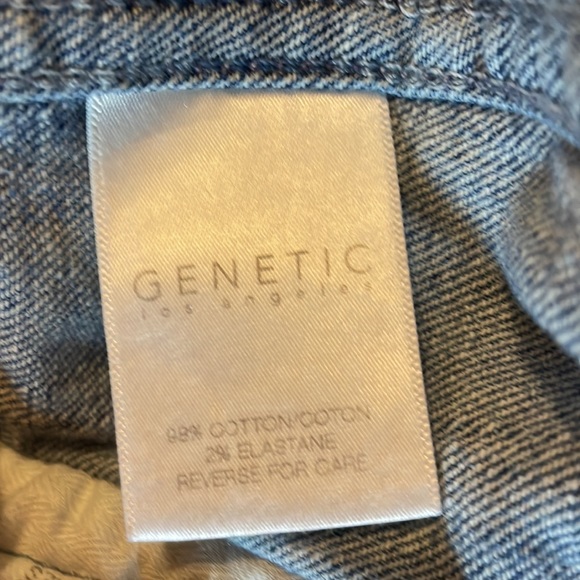 GENETIC
los angeles
98% COTTON/COTON
2% ELASTANE
REVERSE FOR CARE